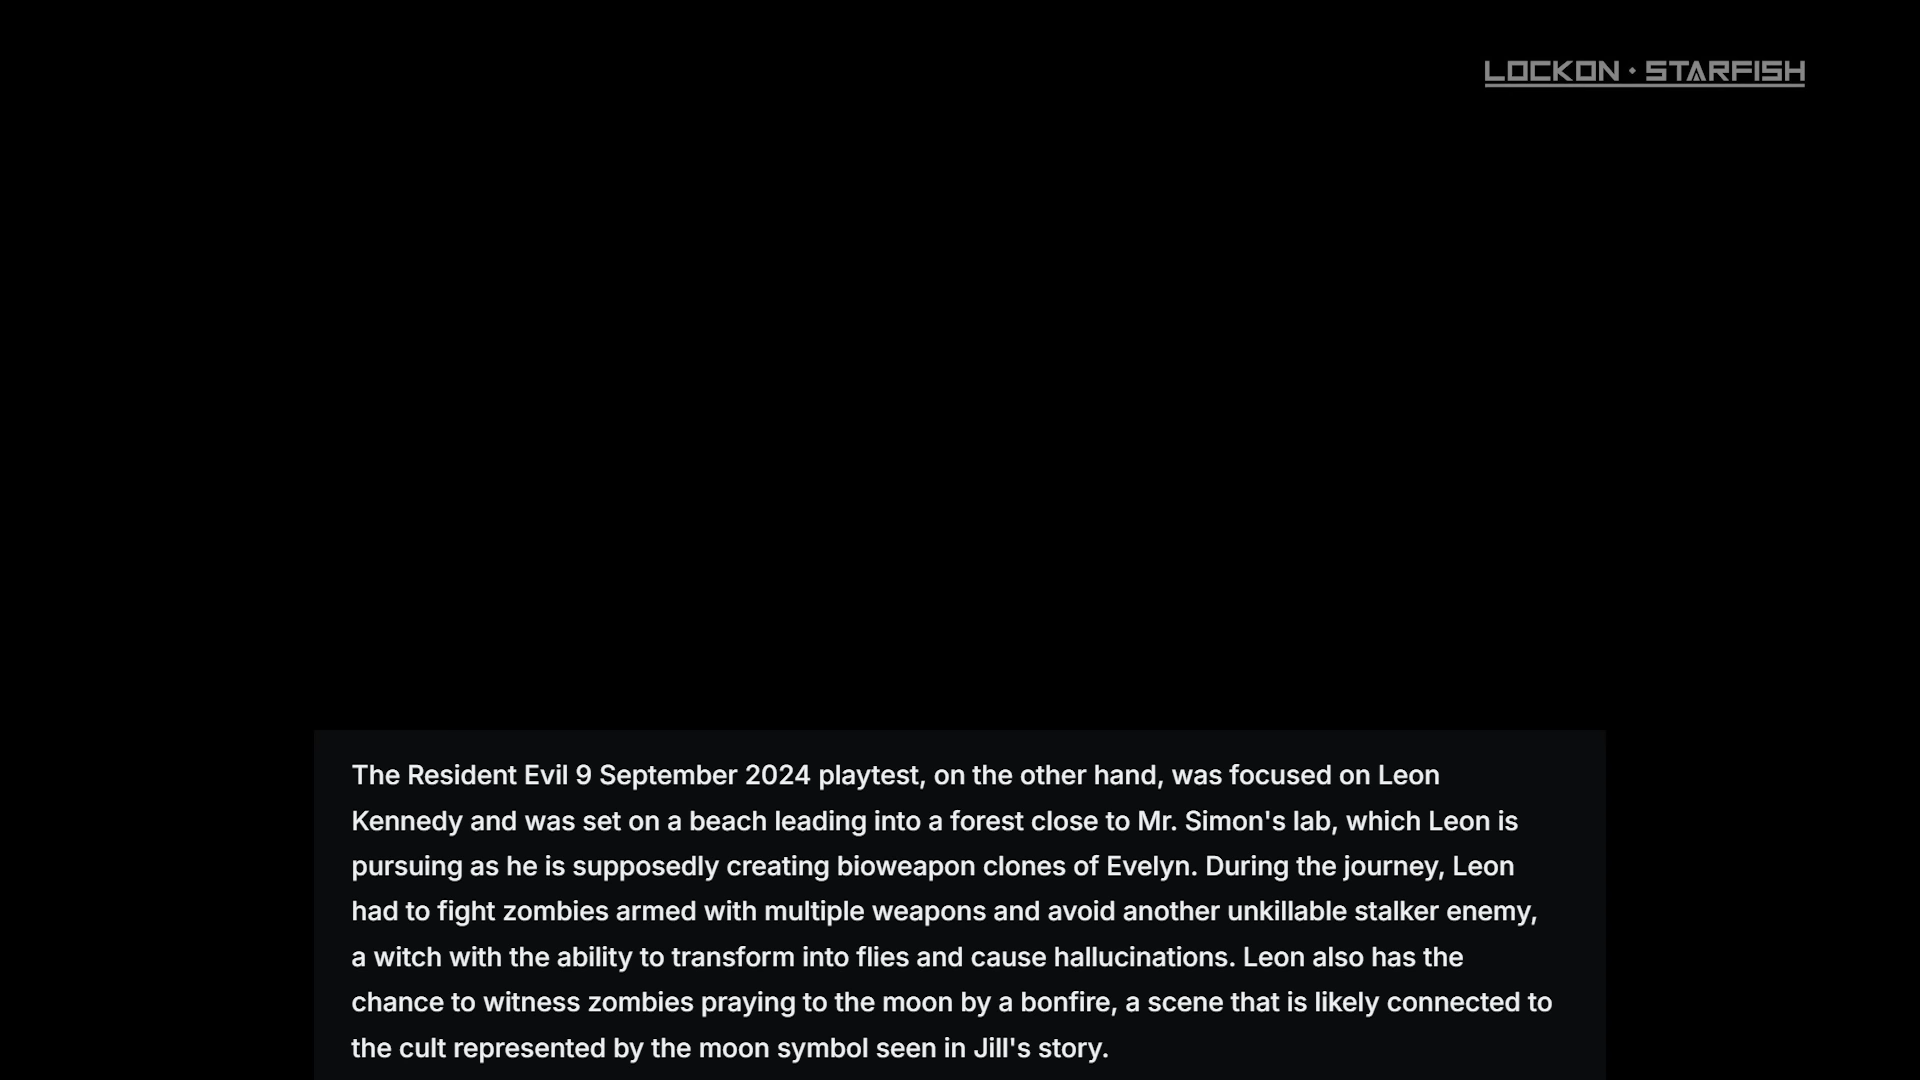 LOCKON • STARFISH
The Resident Evil 9 September 2024 playtest, on the other hand, was focused on Leon
Kennedy and was set on a beach leading into a forest close to Mr. Simon's lab, which Leon is
pursuing as he is supposedly creating bioweapon clones of Evelyn. During the journey, Leon
had to fight zombies armed with multiple weapons and avoid another unkillable stalker enemy,
a witch with the ability to transform into flies and cause hallucinations. Leon also has the
chance to witness zombies praying to the moon by a bonfire, a scene that is likely connected to
the cult represented by the moon symbol seen in Jill's story.